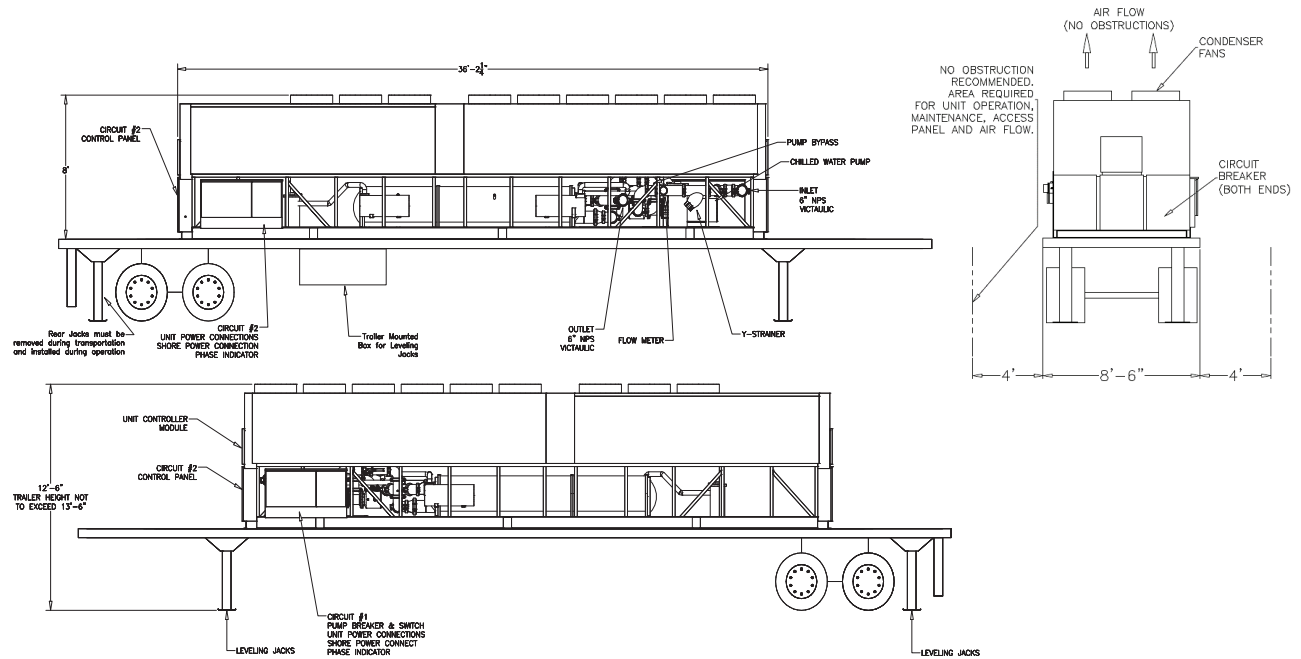 36'-2¼"
8'
CIRCUIT #2
CONTROL PANEL
PUMP BYPASS
CHILLED WATER PUMP
INLET
6" NPS
VICTAULIC
Rear Jacks must be
removed during transportation
and installed during operation
CIRCUIT #2
UNIT POWER CONNECTIONS
SHORE POWER CONNECTION
PHASE INDICATOR
Trailer Mounted
Box for Leveling
Jacks
OUTLET
6" NPS
VICTAULIC
FLOW METER
Y-STRAINER
AIR FLOW
(NO OBSTRUCTIONS)
CONDENSER
FANS
NO OBSTRUCTION
RECOMMENDED.
AREA REQUIRED
FOR UNIT OPERATION,
MAINTENANCE, ACCESS
PANEL AND AIR FLOW.
CIRCUIT
BREAKER
(BOTH ENDS)
4'
8'-6"
4'
UNIT CONTROLLER
MODULE
CIRCUIT #2
CONTROL PANEL
12'-6"
TRAILER HEIGHT NOT
TO EXCEED 13'-6"
CIRCUIT #1
PUMP BREAKER & SWITCH
UNIT POWER CONNECTIONS
SHORE POWER CONNECT
PHASE INDICATOR
LEVELING JACKS
LEVELING JACKS